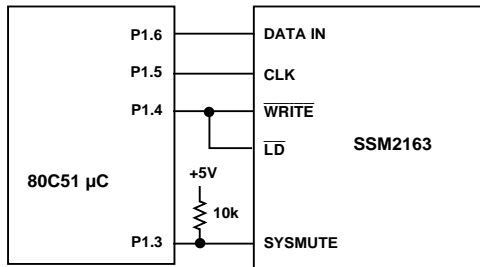 P1.6 DATA IN
P1.5 CLK
P1.4 WRITE
LD
SSM2163
80C51 µC
+5V
10k
P1.3 SYSMUTE